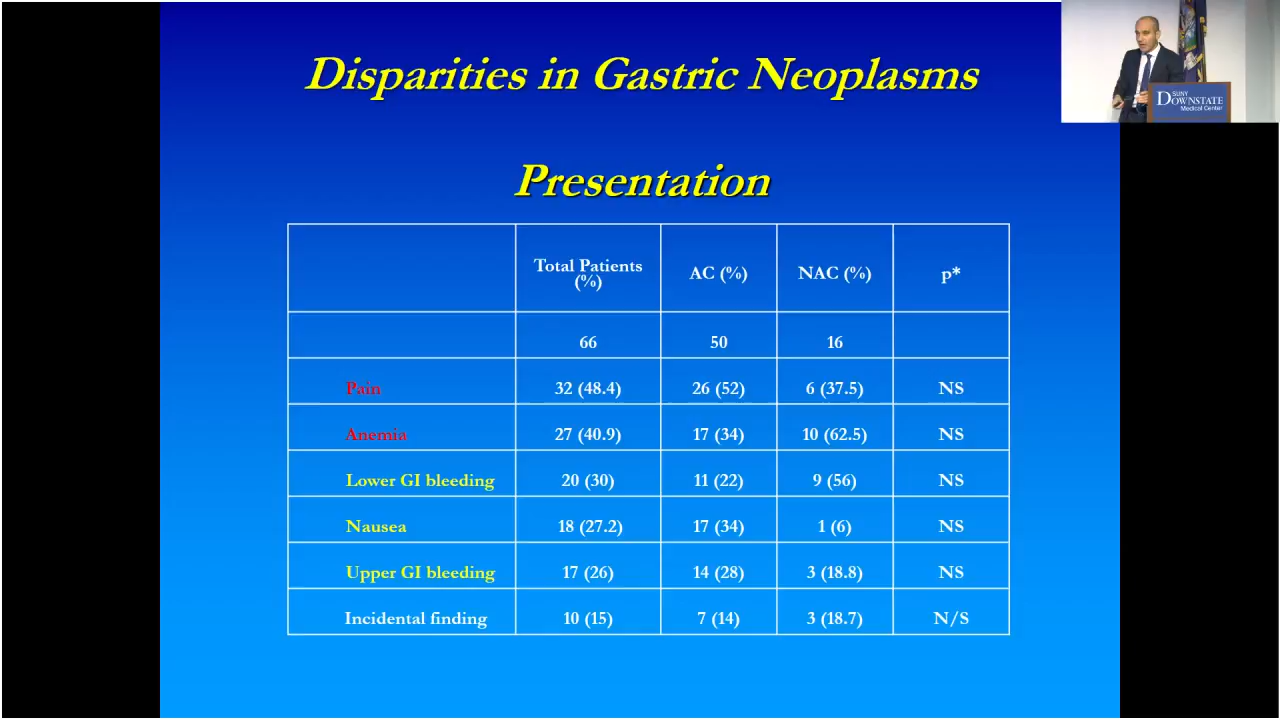 Disparities in Gastric Neoplasms
SUNY
DOWNSTATE
Medical Center
Presentation
Total Patients (%) AC (%) NAC (%) p*
66 50 16
Pain 32 (48.4) 26 (52) 6 (37.5) NS
Anemia 27 (40.9) 17 (34) 10 (62.5) NS
Lower GI bleeding 20 (30) 11 (22) 9 (56) NS
Nausea 18 (27.2) 17 (34) 1 (6) NS
Upper GI bleeding 17 (26) 14 (28) 3 (18.8) NS
Incidental finding 10 (15) 7 (14) 3 (18.7) N/S